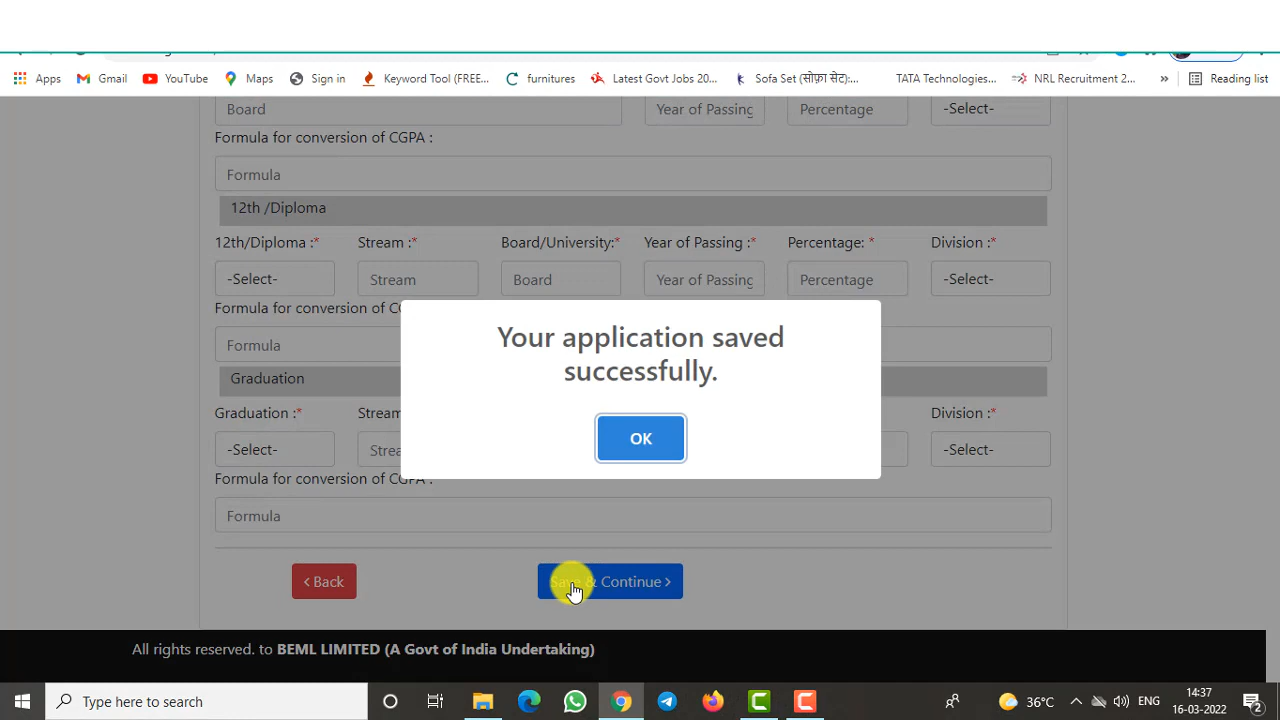 Apps Gmail YouTube Maps Sign in Keyword Tool (FREE... furnitures Latest Govt Jobs 20... Sofa Set (सोफ़ा सेट):... TATA Technologies... NRL Recruitment 2... » Reading list
Board Year of Passing Percentage -Select-
Formula for conversion of CGPA :
Formula
12th /Diploma
12th/Diploma :* Stream :* Board/University:* Year of Passing :* Percentage: * Division :*
-Select- Stream Board Year of Passing Percentage -Select-
Formula for conversion of
Formula
Graduation
Graduation :* Division :*
-Select- -Select-
Formula for conversion of CGPA :
Formula
Your application saved
successfully.
OK
< Back Save & Continue >
All rights reserved. to BEML LIMITED (A Govt of India Undertaking)
Type here to search 36°C ENG 14:37
16-03-2022 2